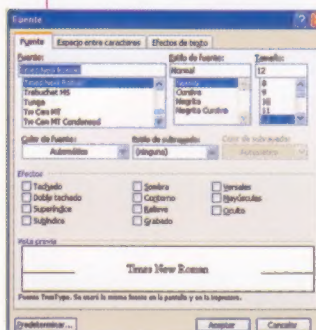 Fuente
Fuente Espacio entre caracteres Efectos de texto
Fuente: Estilo de fuente: Tamaño:
Times New Roman Normal 12
Times New Roman Normal 8
Trebuchet MS Cursiva 9
Tunga Negrita 10
Tw Cen MT Negrita Cursiva 11
Tw Cen MT Condensed
Color de fuente: Estilo de subrayado: Color de subrayado:
Automático (ninguno) Automático
Efectos
Tachado Sombra Versales
Doble tachado Contorno Mayúsculas
Superíndice Relieve Oculto
Subíndice Grabado
Vista previa
Times New Roman
Fuente TrueType. Se usará la misma fuente en la pantalla y en la impresora.
Predeterminar... Aceptar Cancelar